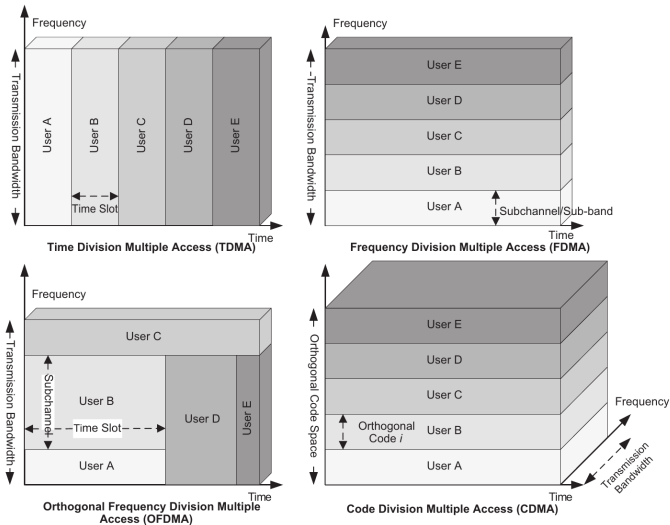 Frequency
Transmission Bandwidth
User A
User B
User C
User D
User E
Time Slot
Time
Time Division Multiple Access (TDMA)
Frequency
Transmission Bandwidth
User E
User D
User C
User B
User A
Subchannel/Sub-band
Time
Frequency Division Multiple Access (FDMA)
Frequency
Transmission Bandwidth
User C
Subchannel
User B
Time Slot
User D
User E
User A
Time
Orthogonal Frequency Division Multiple
Access (OFDMA)
Orthogonal Code Space
User E
User D
User C
Orthogonal
Code i
User B
User A
Frequency
Transmission
Bandwidth
Time
Code Division Multiple Access (CDMA)